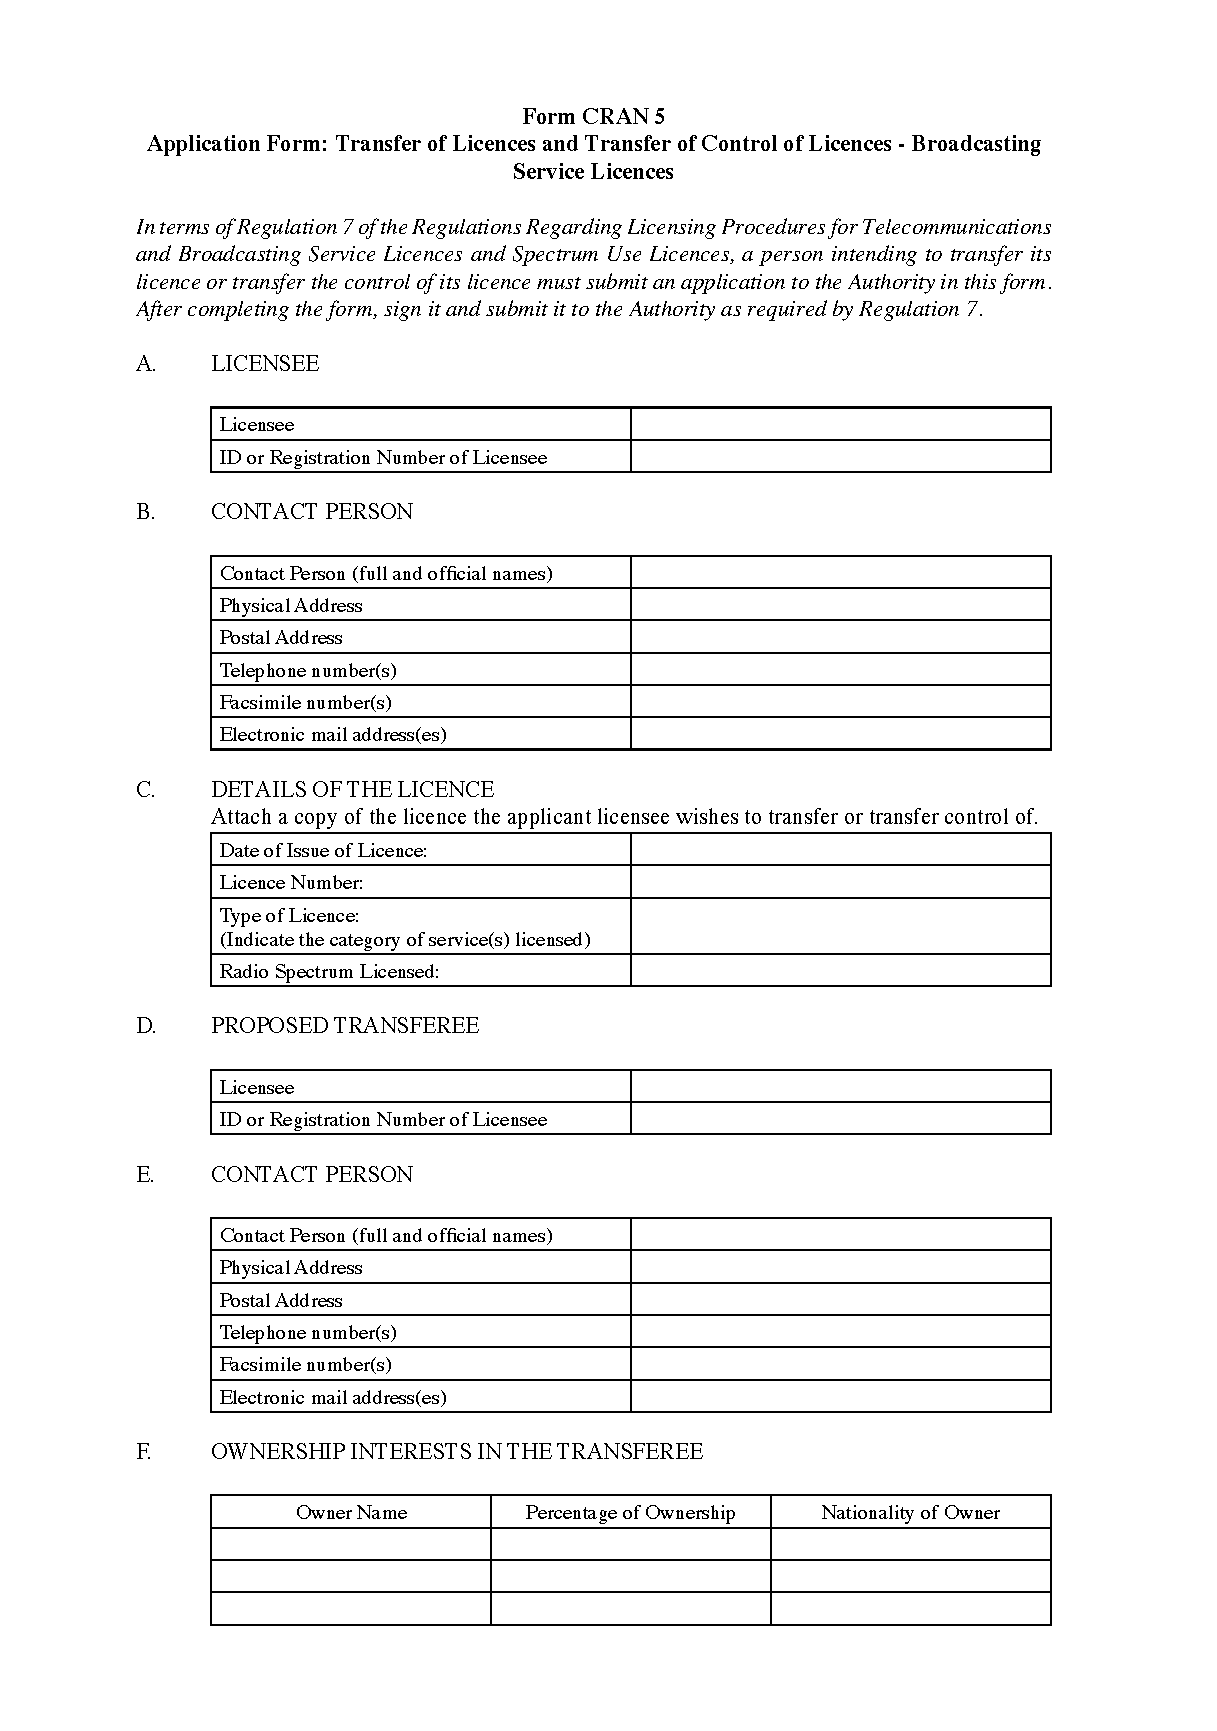 Form CRAN 5
Application Form: Transfer of Licences and Transfer of Control of Licences - Broadcasting
Service Licences
In terms of Regulation 7 of the Regulations Regarding Licensing Procedures for Telecommunications
and Broadcasting Service Licences and Spectrum Use Licences, a person intending to transfer its
licence or transfer the control of its licence must submit an application to the Authority in this form.
After completing the form, sign it and submit it to the Authority as required by Regulation 7.
A. LICENSEE
Licensee
ID or Registration Number of Licensee
B. CONTACT PERSON
Contact Person (full and official names)
Physical Address
Postal Address
Telephone number(s)
Facsimile number(s)
Electronic mail address(es)
C. DETAILS OF THE LICENCE
Attach a copy of the licence the applicant licensee wishes to transfer or transfer control of.
Date of Issue of Licence:
Licence Number:
Type of Licence:
(Indicate the category of service(s) licensed)
Radio Spectrum Licensed:
D. PROPOSED TRANSFEREE
Licensee
ID or Registration Number of Licensee
E. CONTACT PERSON
Contact Person (full and official names)
Physical Address
Postal Address
Telephone number(s)
Facsimile number(s)
Electronic mail address(es)
F. OWNERSHIP INTERESTS IN THE TRANSFEREE
Owner Name Percentage of Ownership Nationality of Owner